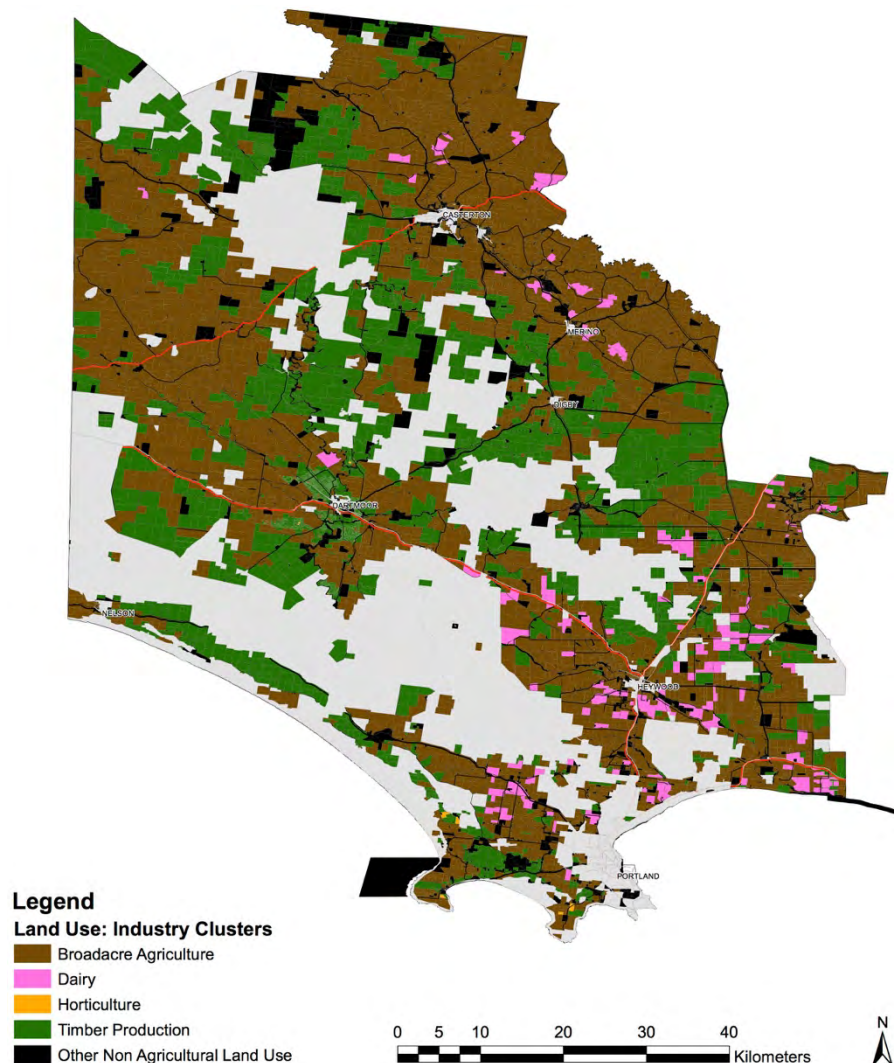 CASTERTON
MERINO
DIGBY
DARTMOOR
NELSON
HEYWOOD
PORTLAND
Legend
Land Use: Industry Clusters
Broadacre Agriculture
Dairy
Horticulture
Timber Production
Other Non Agricultural Land Use
0 5 10 20 30 40
Kilometers
N